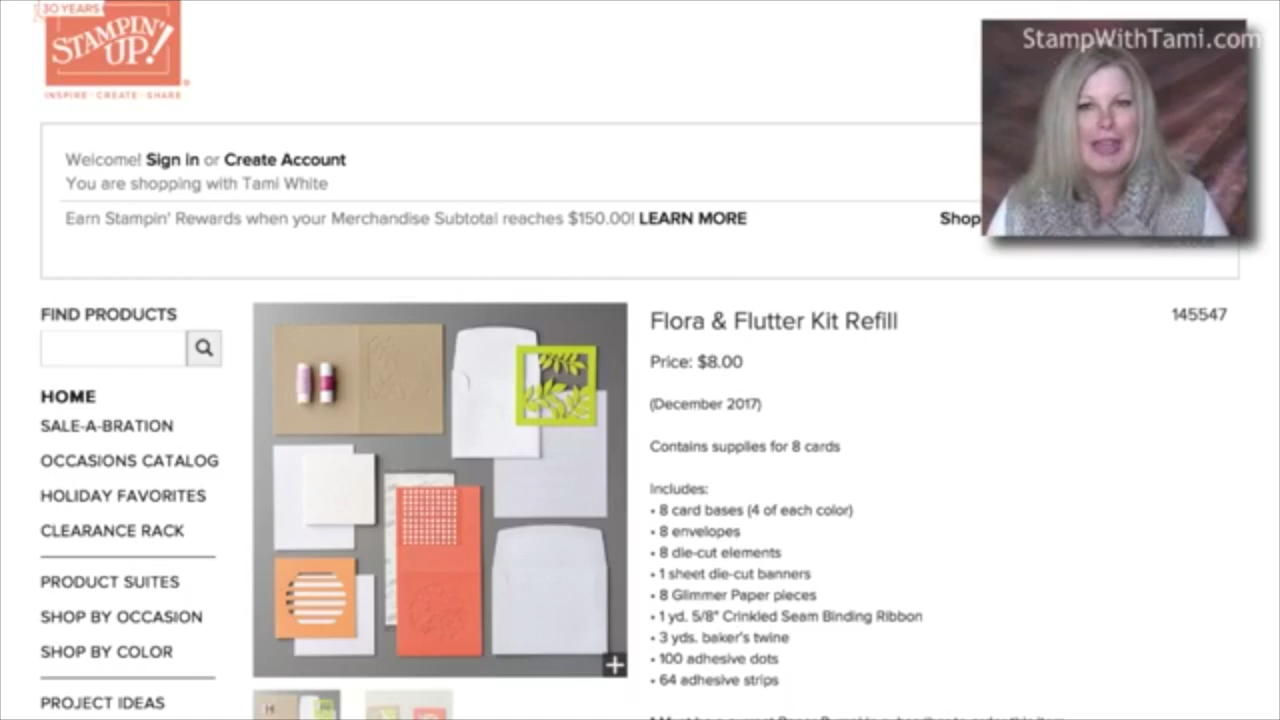 30 YEARS
STAMPIN' UP!
INSPIRE · CREATE · SHARE
StampWithTami.com
Welcome! Sign in or Create Account
You are shopping with Tami White
Earn Stampin' Rewards when your Merchandise Subtotal reaches $150.00! LEARN MORE
Shop
FIND PRODUCTS
HOME
SALE-A-BRATION
OCCASIONS CATALOG
HOLIDAY FAVORITES
CLEARANCE RACK
PRODUCT SUITES
SHOP BY OCCASION
SHOP BY COLOR
PROJECT IDEAS
Flora & Flutter Kit Refill
145547
Price: $8.00
(December 2017)
Contains supplies for 8 cards
Includes:
• 8 card bases (4 of each color)
• 8 envelopes
• 8 die-cut elements
• 1 sheet die-cut banners
• 8 Glimmer Paper pieces
• 1 yd. 5/8" Crinkled Seam Binding Ribbon
• 3 yds. baker's twine
• 100 adhesive dots
• 64 adhesive strips